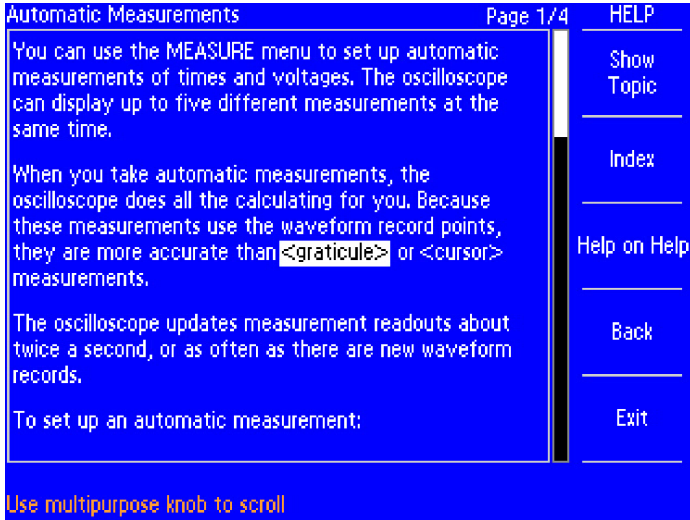 Automatic Measurements Page 1/4 HELP
You can use the MEASURE menu to set up automatic
measurements of times and voltages. The oscilloscope
can display up to five different measurements at the
same time.
When you take automatic measurements, the
oscilloscope does all the calculating for you. Because
these measurements use the waveform record points,
they are more accurate than <graticule> or <cursor>
measurements.
The oscilloscope updates measurement readouts about
twice a second, or as often as there are new waveform
records.
To set up an automatic measurement:
Use multipurpose knob to scroll
Show
Topic
Index
Help on Help
Back
Exit